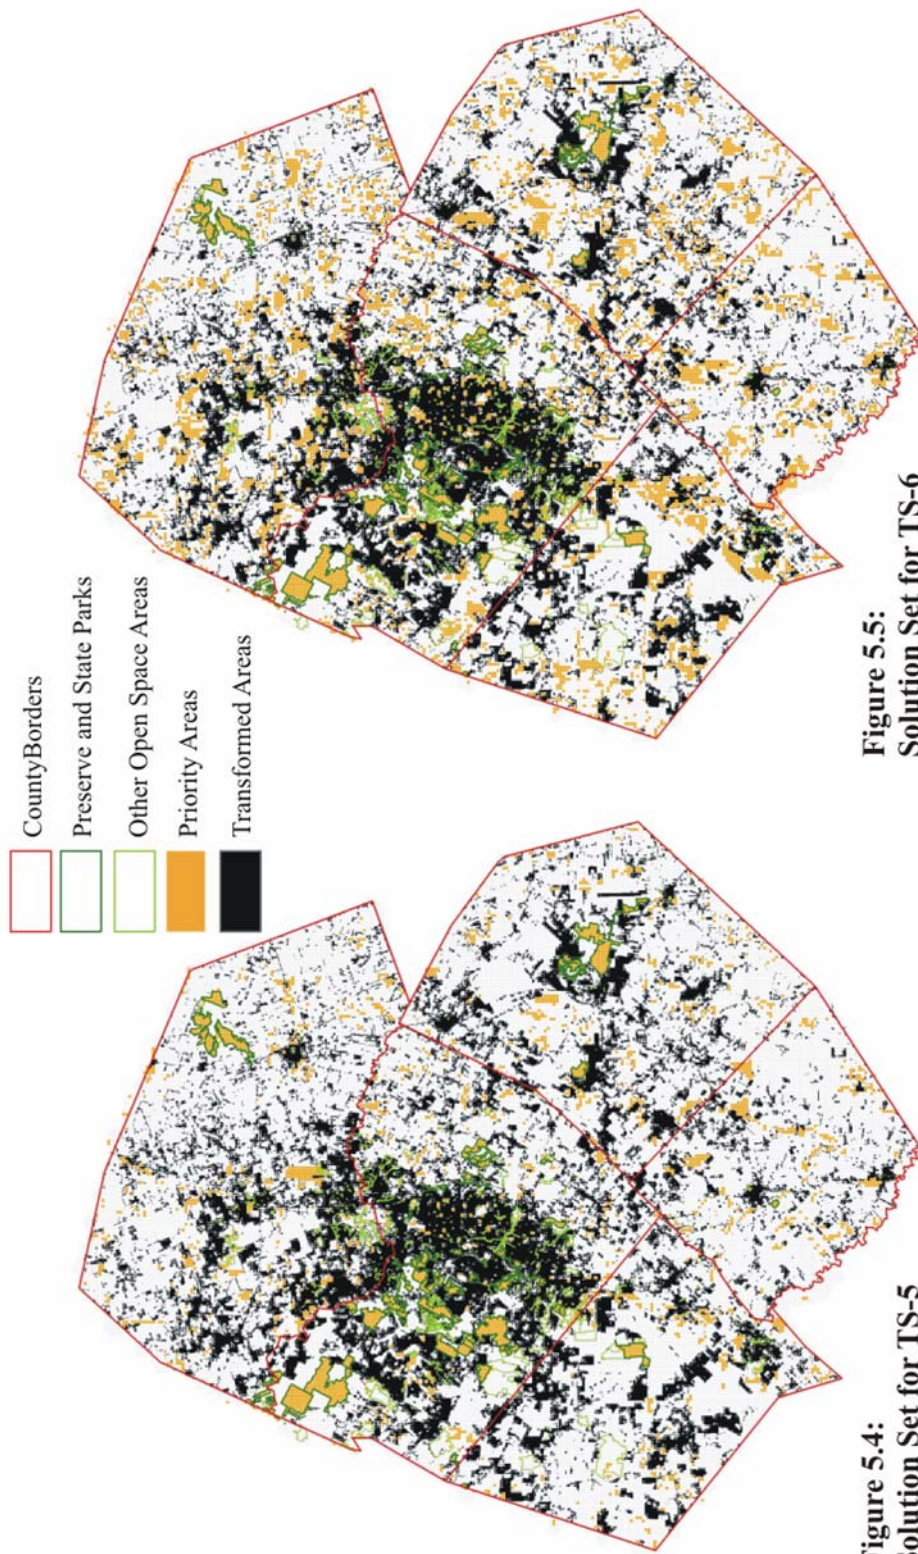 CountyBorders
Preserve and State Parks
Other Open Space Areas
Priority Areas
Transformed Areas
Figure 5.4:
Solution Set for TS-5
Figure 5.5:
Solution Set for TS-6